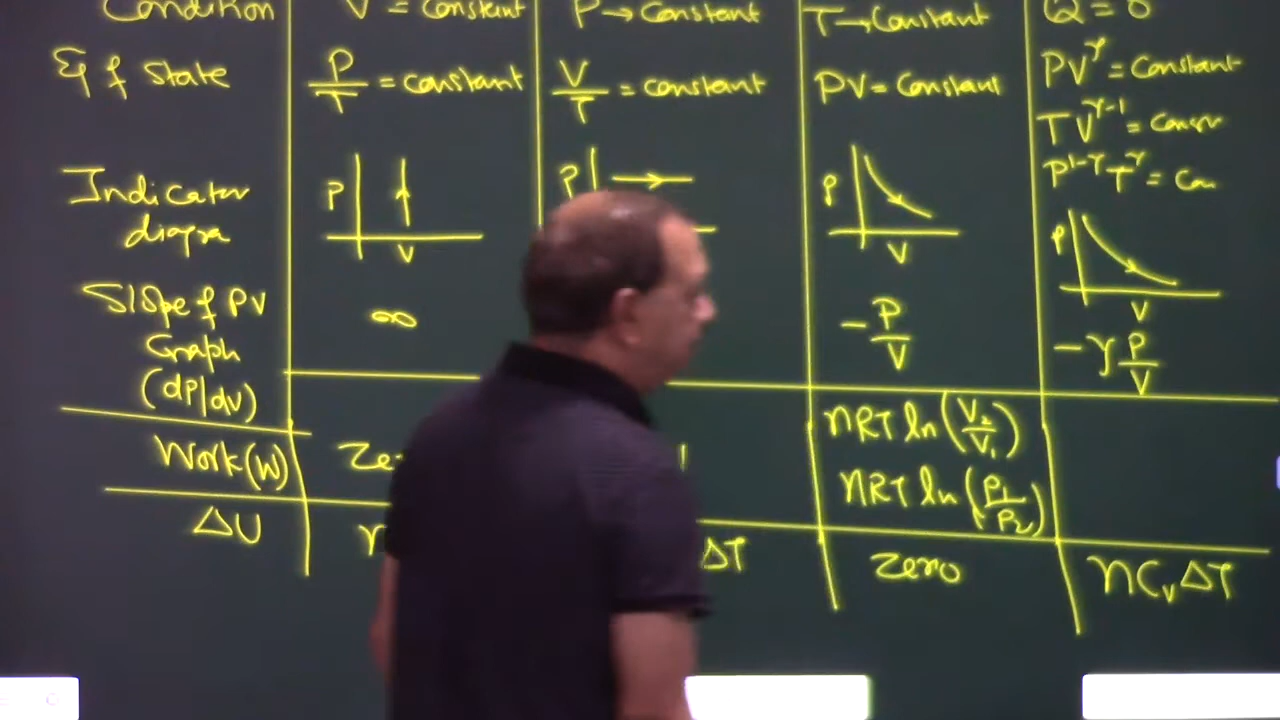 Condition V = Constant P → Constant T → Constant Q = 0
Eq of State P/T = constant V/T = constant PV = Constant PV^γ = Constant
TV^γ-1 = Consr
P^1-γ T^γ = Con
Indicator P P P
diagra V V P
V
Slope of PV ∞ -P/V -γ P/V
Graph
(dP/dV)
Work(W) nRT ln(V₂/V₁)
nRT ln(P₁/P₂)
ΔU n ΔT Zero nCvΔT